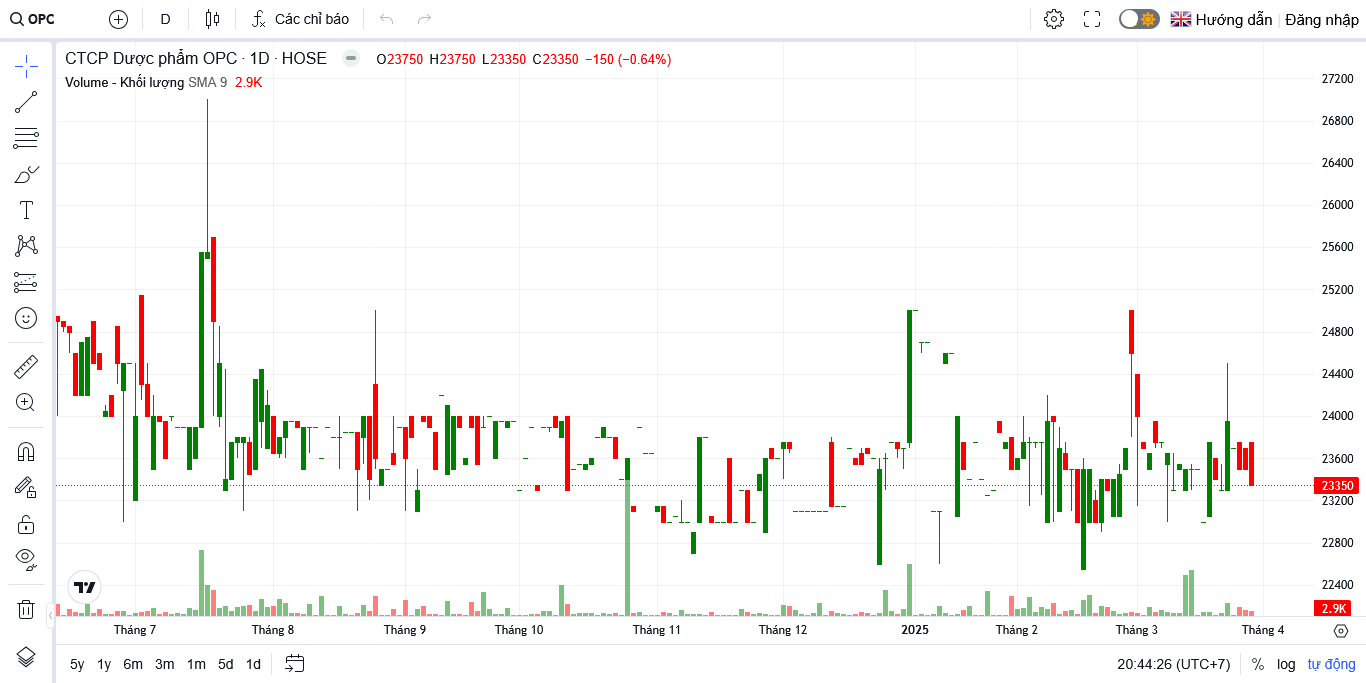 OPC D Các chỉ báo Hướng dẫn Đăng nhập
CTCP Dược phẩm OPC · 1D · HOSE O23750 H23750 L23350 C23350 −150 (−0.64%)
Volume - Khối lượng SMA 9 2.9K
27200
26800
26400
26000
25600
25200
24800
24400
24000
23600
23350
23200
22800
22400
2.9K
Tháng 7 Tháng 8 Tháng 9 Tháng 10 Tháng 11 Tháng 12 2025 Tháng 2 Tháng 3 Tháng 4
5y 1y 6m 3m 1m 5d 1d 20:44:26 (UTC+7) % log tự động